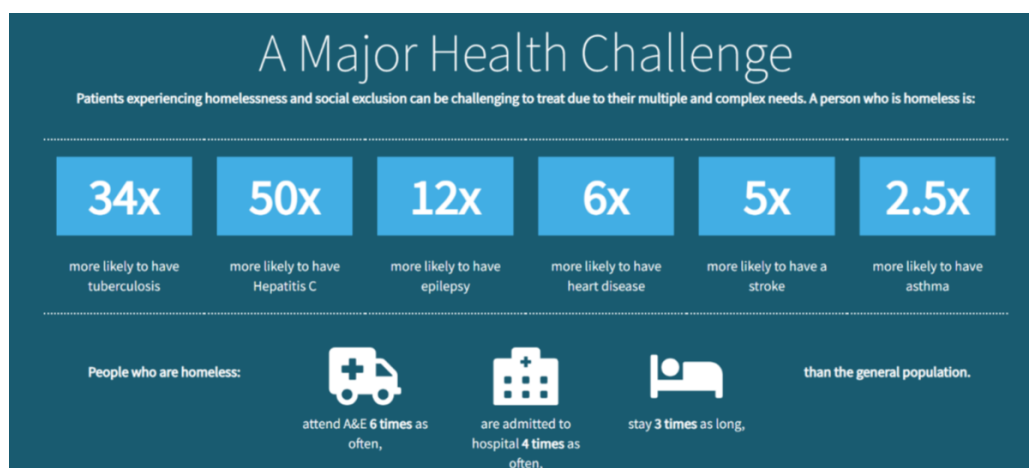 A Major Health Challenge
Patients experiencing homelessness and social exclusion can be challenging to treat due to their multiple and complex needs. A person who is homeless is:
34x
more likely to have
tuberculosis
50x
more likely to have
Hepatitis C
12x
more likely to have
epilepsy
6x
more likely to have
heart disease
5x
more likely to have a
stroke
2.5x
more likely to have
asthma
People who are homeless:
attend A&E 6 times as
often,
are admitted to
hospital 4 times as
often,
stay 3 times as long,
than the general population.